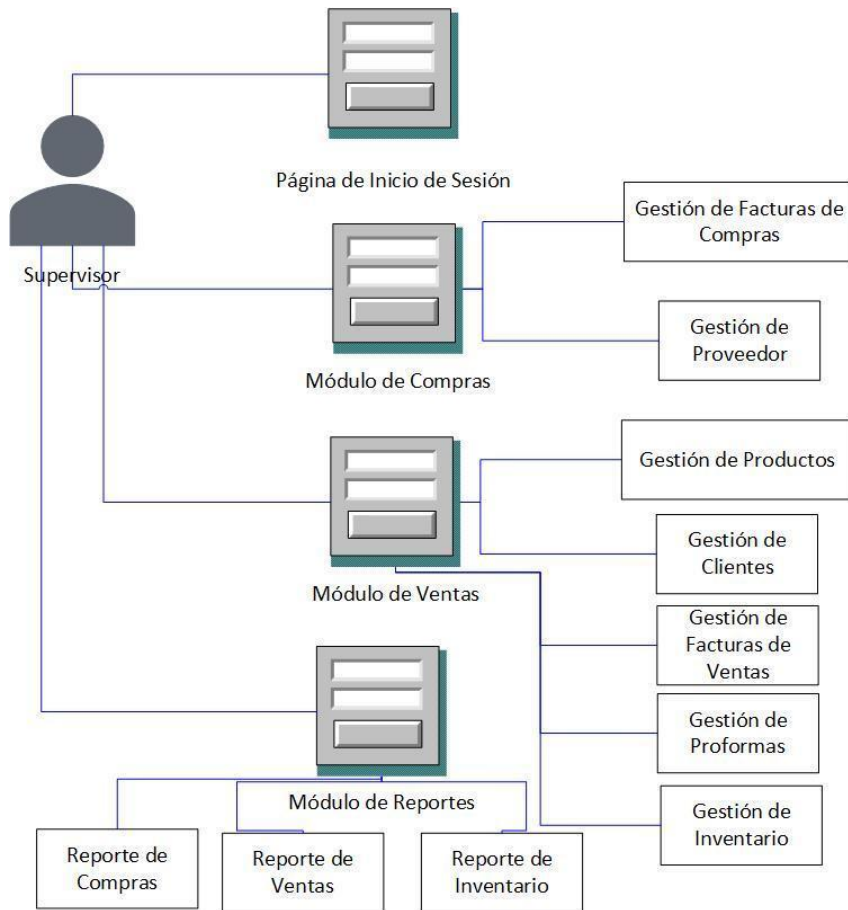 Página de Inicio de Sesión
Supervisor
Gestión de Facturas de
Compras
Gestión de
Proveedor
Módulo de Compras
Gestión de Productos
Gestión de
Clientes
Módulo de Ventas
Gestión de
Facturas de
Ventas
Gestión de
Proformas
Gestión de
Inventario
Módulo de Reportes
Reporte de
Compras
Reporte de
Ventas
Reporte de
Inventario